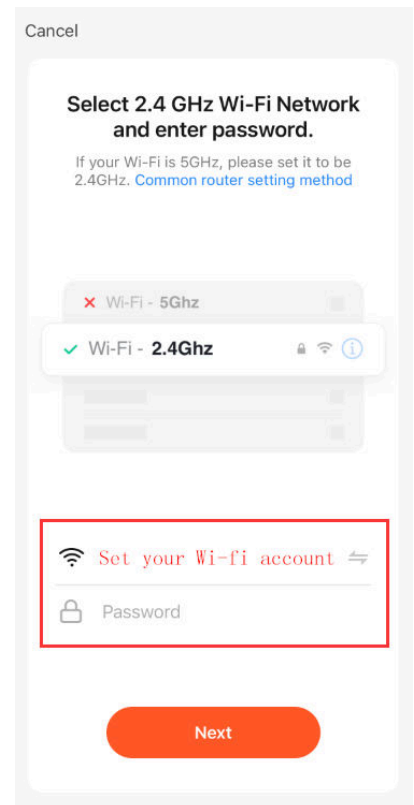 Cancel
Select 2.4 GHz Wi-Fi Network
and enter password.
If your Wi-Fi is 5GHz, please set it to be
2.4GHz. Common router setting method
Wi-Fi - 5Ghz
Wi-Fi - 2.4Ghz
Set your Wi-fi account
Password
Next